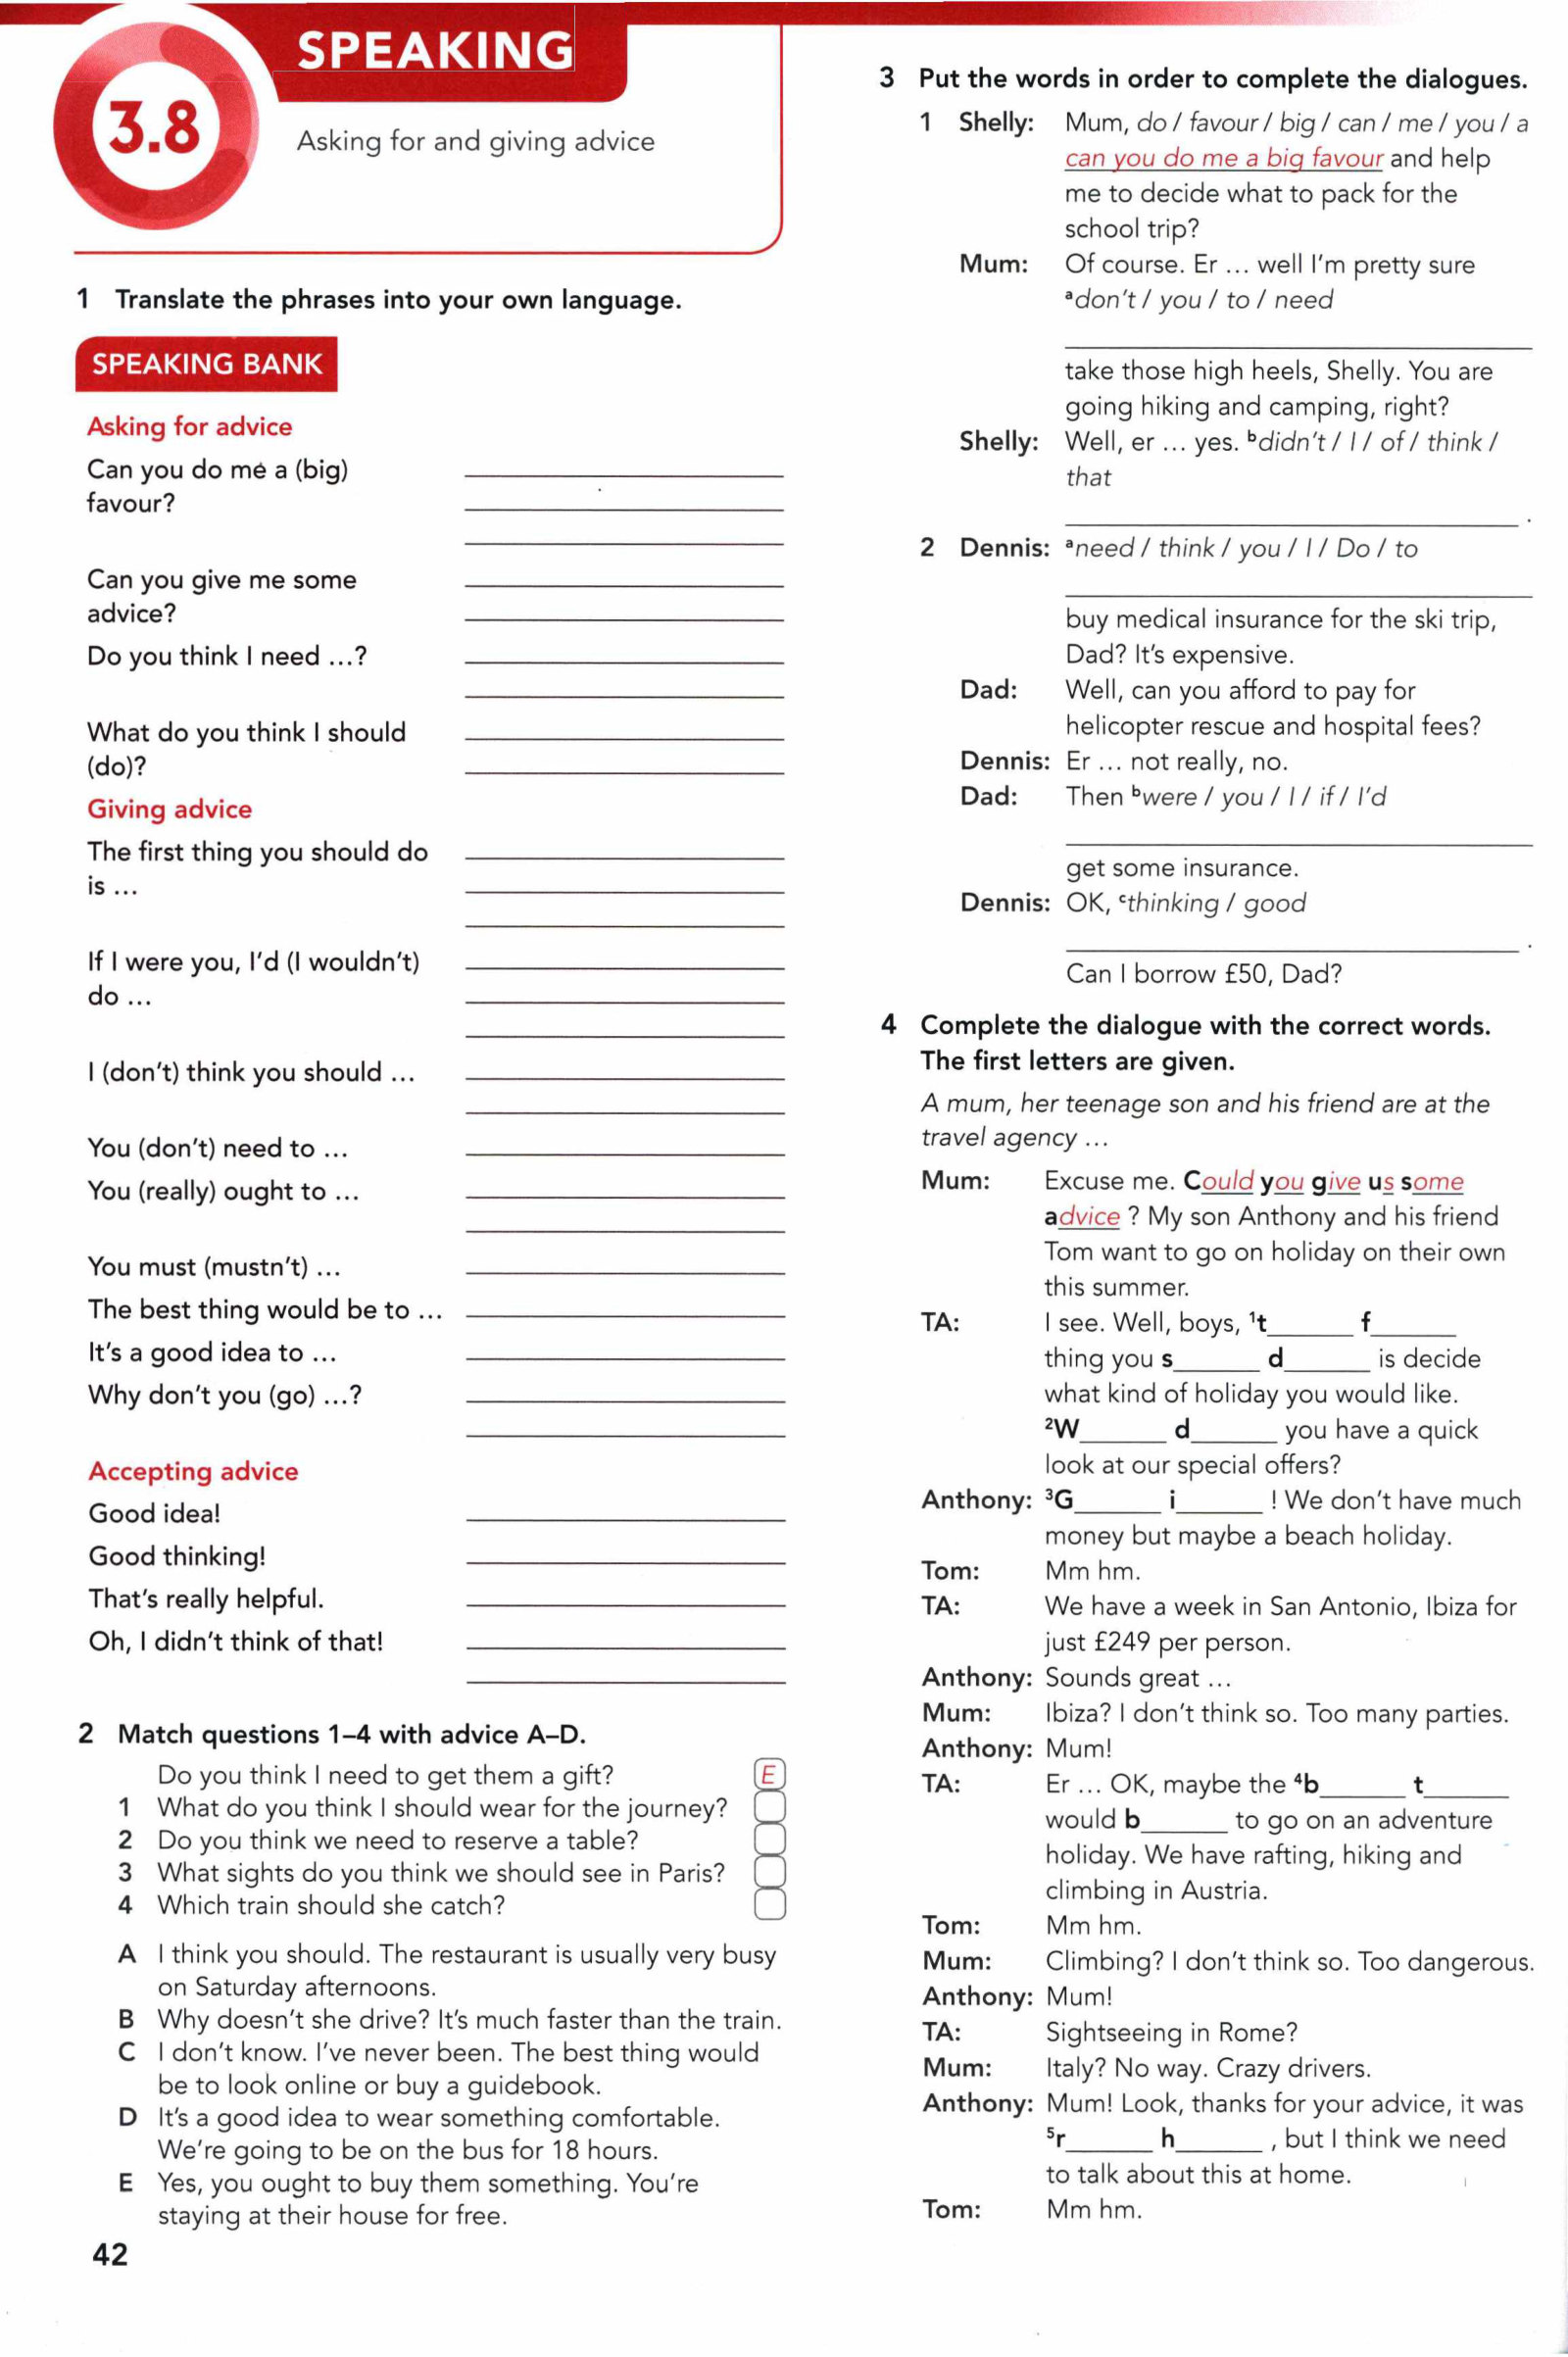 SPEAKING
3.8
Asking for and giving advice
1 Translate the phrases into your own language.
SPEAKING BANK
Asking for advice
Can you do me a (big)
favour?
Can you give me some
advice?
Do you think I need ...?
What do you think I should
(do)?
Giving advice
The first thing you should do
is ...
If I were you, I'd (I wouldn't)
do ...
I (don't) think you should ...
You (don't) need to ...
You (really) ought to ...
You must (mustn't) ...
The best thing would be to ...
It's a good idea to ...
Why don't you (go) ...?
Accepting advice
Good idea!
Good thinking!
That's really helpful.
Oh, I didn't think of that!
2 Match questions 1–4 with advice A–D.
Do you think I need to get them a gift? E
1 What do you think I should wear for the journey?
2 Do you think we need to reserve a table?
3 What sights do you think we should see in Paris?
4 Which train should she catch?
A I think you should. The restaurant is usually very busy
on Saturday afternoons.
B Why doesn't she drive? It's much faster than the train.
C I don't know. I've never been. The best thing would
be to look online or buy a guidebook.
D It's a good idea to wear something comfortable.
We're going to be on the bus for 18 hours.
E Yes, you ought to buy them something. You're
staying at their house for free.
42
3 Put the words in order to complete the dialogues.
1 Shelly: Mum, do / favour / big / can / me / you / a
can you do me a big favour and help
me to decide what to pack for the
school trip?
Mum: Of course. Er ... well I'm pretty sure
ᵃdon't / you / to / need
______
take those high heels, Shelly. You are
going hiking and camping, right?
Shelly: Well, er ... yes. ᵇdidn't / I / of / think /
that
______.
2 Dennis: ᵃneed / think / you / I / Do / to
______
buy medical insurance for the ski trip,
Dad? It's expensive.
Dad: Well, can you afford to pay for
helicopter rescue and hospital fees?
Dennis: Er ... not really, no.
Dad: Then ᵇwere / you / I / if / I'd
______
get some insurance.
Dennis: OK, ᶜthinking / good
______.
Can I borrow £50, Dad?
4 Complete the dialogue with the correct words.
The first letters are given.
A mum, her teenage son and his friend are at the
travel agency ...
Mum: Excuse me. Could you give us some
advice ? My son Anthony and his friend
Tom want to go on holiday on their own
this summer.
TA: I see. Well, boys, ¹t______ f______
thing you s______ d______ is decide
what kind of holiday you would like.
²W______ d______ you have a quick
look at our special offers?
Anthony: ³G______ i______ ! We don't have much
money but maybe a beach holiday.
Tom: Mm hm.
TA: We have a week in San Antonio, Ibiza for
just £249 per person.
Anthony: Sounds great ...
Mum: Ibiza? I don't think so. Too many parties.
Anthony: Mum!
TA: Er ... OK, maybe the ⁴b______ t______
would b______ to go on an adventure
holiday. We have rafting, hiking and
climbing in Austria.
Tom: Mm hm.
Mum: Climbing? I don't think so. Too dangerous.
Anthony: Mum!
TA: Sightseeing in Rome?
Mum: Italy? No way. Crazy drivers.
Anthony: Mum! Look, thanks for your advice, it was
⁵r______ h______ , but I think we need
to talk about this at home.
Tom: Mm hm.